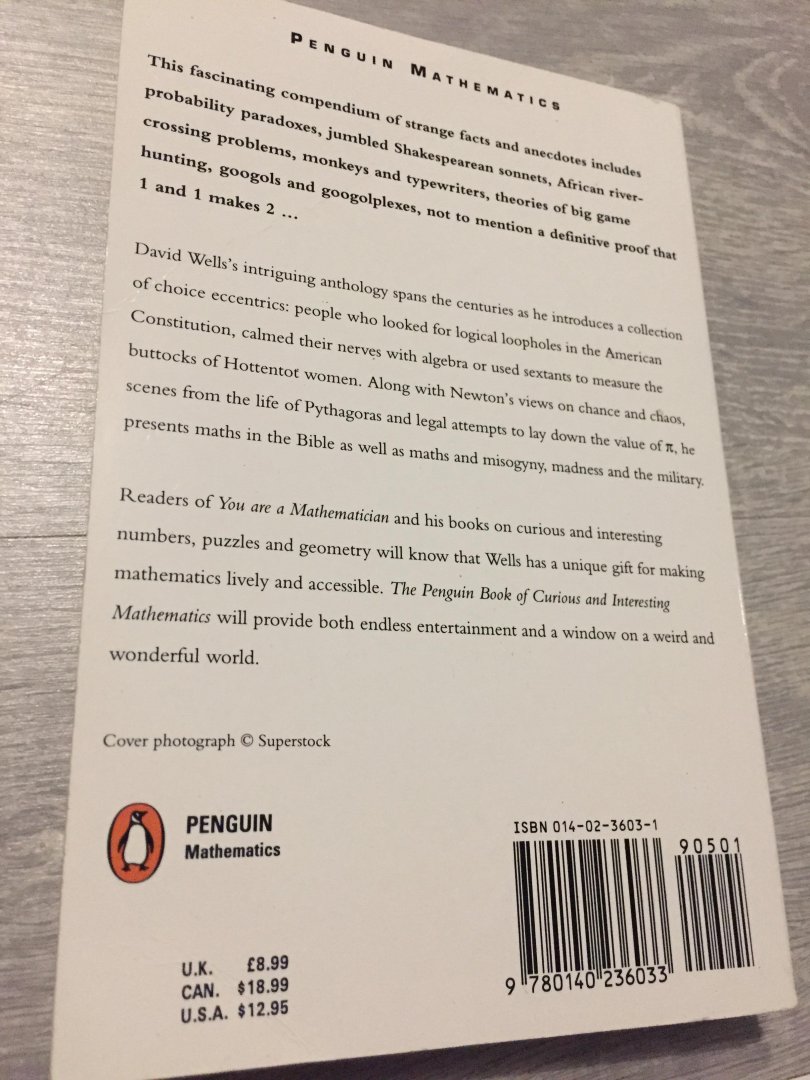 PENGUIN MATHEMATICS
This fascinating compendium of strange facts and anecdotes includes
probability paradoxes, jumbled Shakespearean sonnets, African river-
crossing problems, monkeys and typewriters, theories of big game
hunting, googols and googolplexes, not to mention a definitive proof that
1 and 1 makes 2 ...
David Wells's intriguing anthology spans the centuries as he introduces a collection
of choice eccentrics: people who looked for logical loopholes in the American
Constitution, calmed their nerves with algebra or used sextants to measure the
buttocks of Hottentot women. Along with Newton's views on chance and chaos,
scenes from the life of Pythagoras and legal attempts to lay down the value of π, he
presents maths in the Bible as well as maths and misogyny, madness and the military.
Readers of You are a Mathematician and his books on curious and interesting
numbers, puzzles and geometry will know that Wells has a unique gift for making
mathematics lively and accessible. The Penguin Book of Curious and Interesting
Mathematics will provide both endless entertainment and a window on a weird and
wonderful world.
Cover photograph © Superstock
PENGUIN
Mathematics
U.K. £8.99
CAN. $18.99
U.S.A. $12.95
ISBN 014-02-3603-1
90501
9 780140 236033